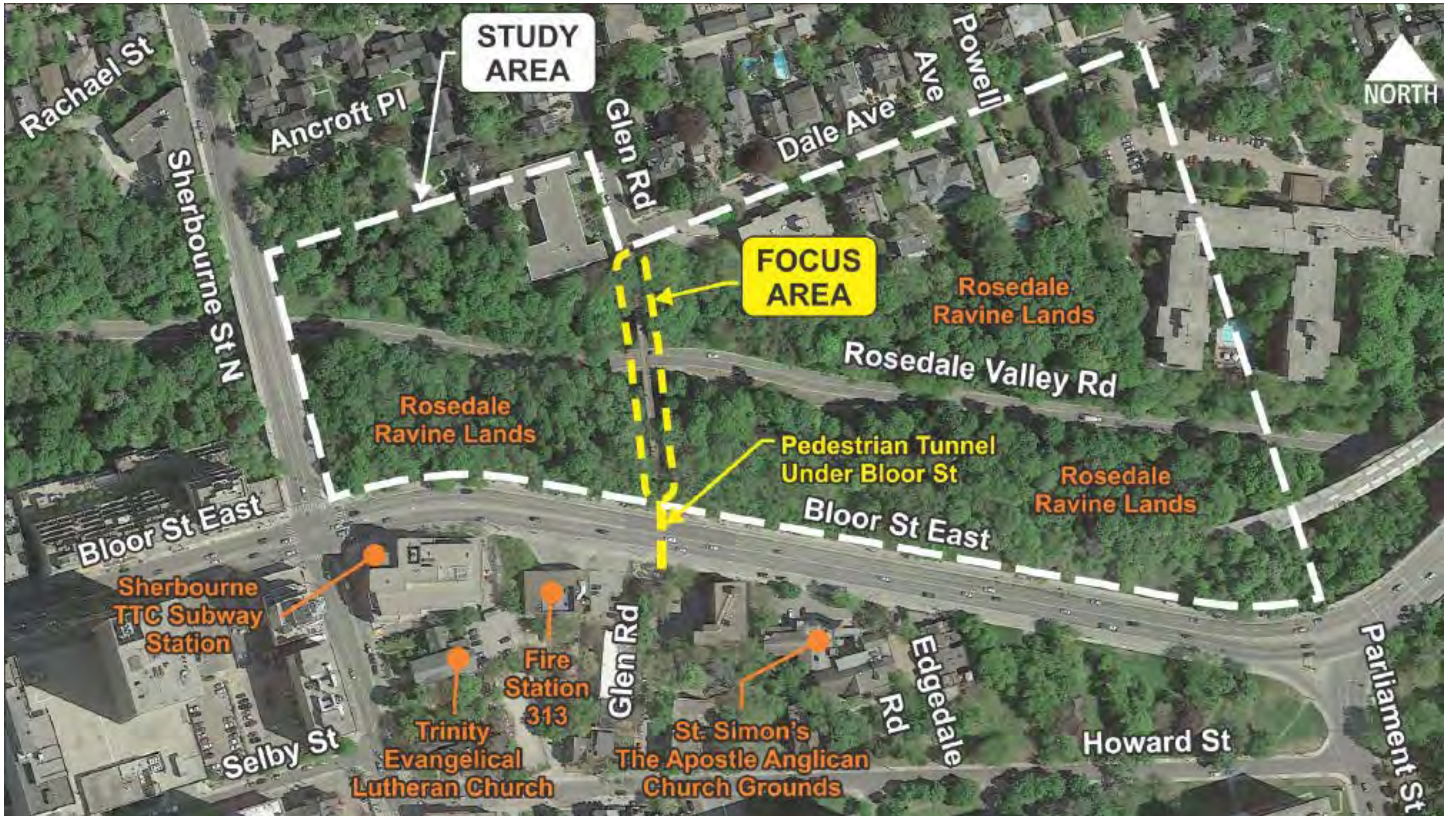 STUDY
AREA
Rachael St
Ancroft Pl
Glen Rd
Dale Ave
Powell
Ave
NORTH
Sherbourne St N
FOCUS
AREA
Rosedale
Ravine Lands
Rosedale Valley Rd
Rosedale
Ravine Lands
Pedestrian Tunnel
Under Bloor St
Rosedale
Ravine Lands
Bloor St East
Bloor St East
Sherbourne
TTC Subway
Station
Fire
Station
313
Glen Rd
Edgedale
Rd
Parliament St
Trinity
Evangelical
Lutheran Church
St. Simon's
The Apostle Anglican
Church Grounds
Selby St
Howard St